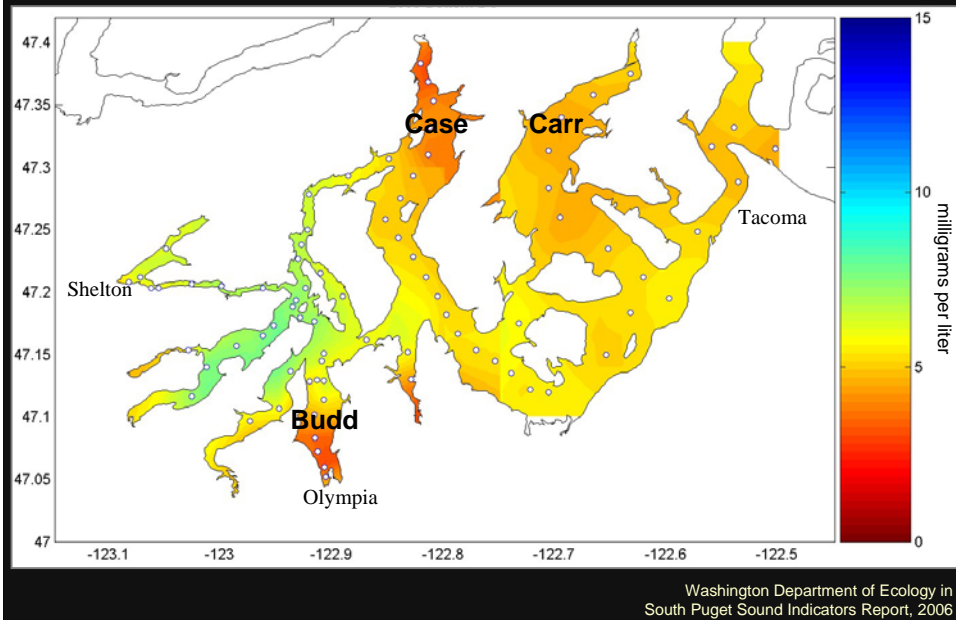 47.4
47.35
47.3
47.25
47.2
47.15
47.1
47.05
47
-123.1
-123
-122.9
-122.8
-122.7
-122.6
-122.5
Case
Carr
Tacoma
Shelton
Budd
Olympia
15
10
5
0
milligrams per liter
Washington Department of Ecology in
South Puget Sound Indicators Report, 2006